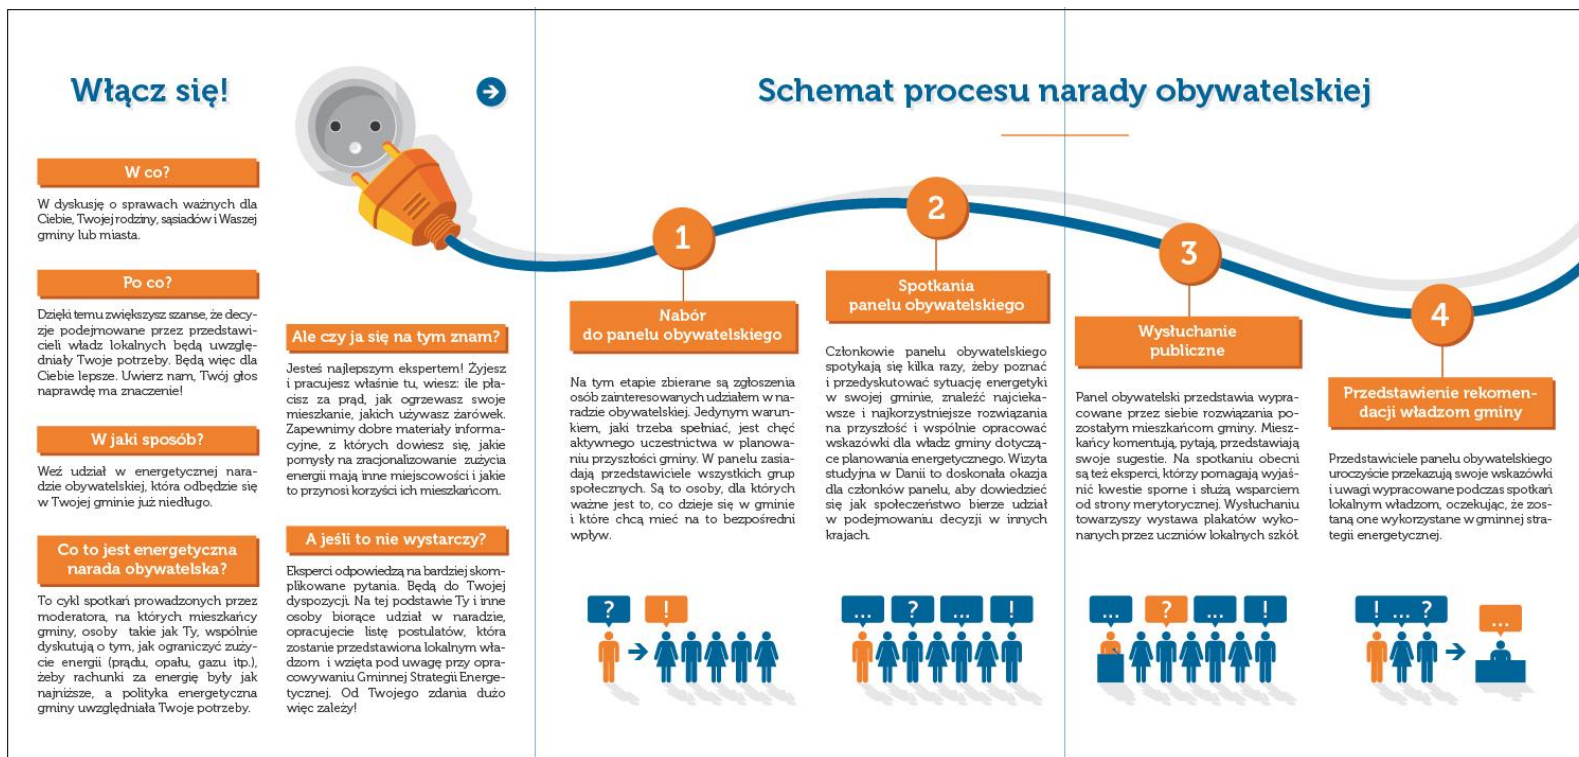 Włącz się!
W co?
W dyskusję o sprawach ważnych dla
Ciebie, Twojej rodziny, sąsiadów i Waszej
gminy lub miasta.
Po co?
Dzięki temu zwiększysz szanse, że decy-
zje podejmowane przez przedstawi-
cieli władz lokalnych będą uwzglę-
dniały Twoje potrzeby. Będą więc dla
Ciebie lepsze. Uwierz nam, Twój głos
naprawdę ma znaczenie!
W jaki sposób?
Weź udział w energetycznej nara-
dzie obywatelskiej, która odbędzie się
w Twojej gminie już niedługo.
Co to jest energetyczna
narada obywatelska?
To cykl spotkań prowadzonych przez
moderatora, na których mieszkańcy
gminy, osoby takie jak Ty, wspólnie
dyskutują o tym, jak ograniczyć zuży-
cie energii (prądu, opału, gazu itp.),
żeby rachunki za energię były jak
najniższe, a polityka energetyczna
gminy uwzględniała Twoje potrzeby.
Ale czy ja się na tym znam?
Jesteś najlepszym ekspertem! Żyjesz
i pracujesz właśnie tu, wiesz: ile pła-
cisz za prąd, jak ogrzewasz swoje
mieszkanie, jakich używasz żarówek.
Zapewnimy dobre materiały informa-
cyjne, z których dowiesz się, jakie
pomysły na zracjonalizowanie zużycia
energii mają inne miejscowości i jakie
to przynosi korzyści ich mieszkańcom.
A jeśli to nie wystarczy?
Eksperci odpowiedzą na bardziej skom-
plikowane pytania. Będą do Twojej
dyspozycji. Na tej podstawie Ty i inne
osoby biorące udział w naradzie,
opracujecie listę postulatów, która
zostanie przedstawiona lokalnym wła-
dzom i wzięta pod uwagę przy opra-
cowywaniu Gminnej Strategii Energe-
tycznej. Od Twojego zdania dużo
więc zależy!
Schemat procesu narady obywatelskiej
1
Nabór
do panelu obywatelskiego
Na tym etapie zbierane są zgłoszenia
osób zainteresowanych udziałem w na-
radzie obywatelskiej. Jedynym warun-
kiem, jaki trzeba spełniać, jest chęć
aktywnego uczestnictwa w planowa-
niu przyszłości gminy. W panelu zasia-
dają przedstawiciele wszystkich grup
społecznych. Są to osoby, dla których
ważne jest to, co dzieje się w gminie
i które chcą mieć na to bezpośredni
wpływ.
? !
2
Spotkania
panelu obywatelskiego
Członkowie panelu obywatelskiego
spotykają się kilka razy, żeby poznać
i przedyskutować sytuację energetyki
w swojej gminie, znaleźć najcieka-
wsze i najkorzystniejsze rozwiązania
na przyszłość i wspólnie opracować
wskazówki dla władz gminy dotyczą-
ce planowania energetycznego. Wizyta
studyjna w Danii to doskonała okazja
dla członków panelu, aby dowiedzieć
się jak społeczeństwo bierze udział
w podejmowaniu decyzji w innych
krajach.
... ? ... !
3
Wysłuchanie
publiczne
Panel obywatelski przedstawia wypra-
cowane przez siebie rozwiązania po-
zostałym mieszkańcom gminy. Miesz-
kańcy komentują, pytają, przedstawiają
swoje sugestie. Na spotkaniu obecni
są też eksperci, którzy pomagają wyjaś-
nić kwestie sporne i służą wsparciem
od strony merytorycznej. Wysłuchaniu
towarzyszy wystawa plakatów wyko-
nanych przez uczniów lokalnych szkół.
... ? ... !
4
Przedstawienie rekomen-
dacji władzom gminy
Przedstawiciele panelu obywatelskiego
uroczyście przekazują swoje wskazówki
i uwagi wypracowane podczas spotkań
lokalnym władzom, oczekując, że zos-
taną one wykorzystane w gminnej stra-
tegii energetycznej.
! ... ?
...